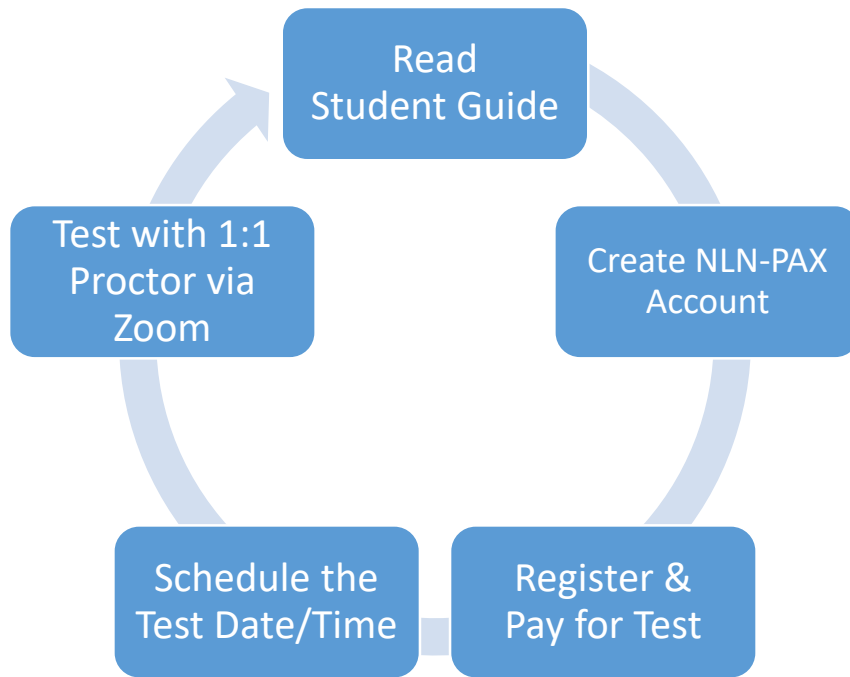 Read
Student Guide
Create NLN-PAX
Account
Register &
Pay for Test
Schedule the
Test Date/Time
Test with 1:1
Proctor via
Zoom